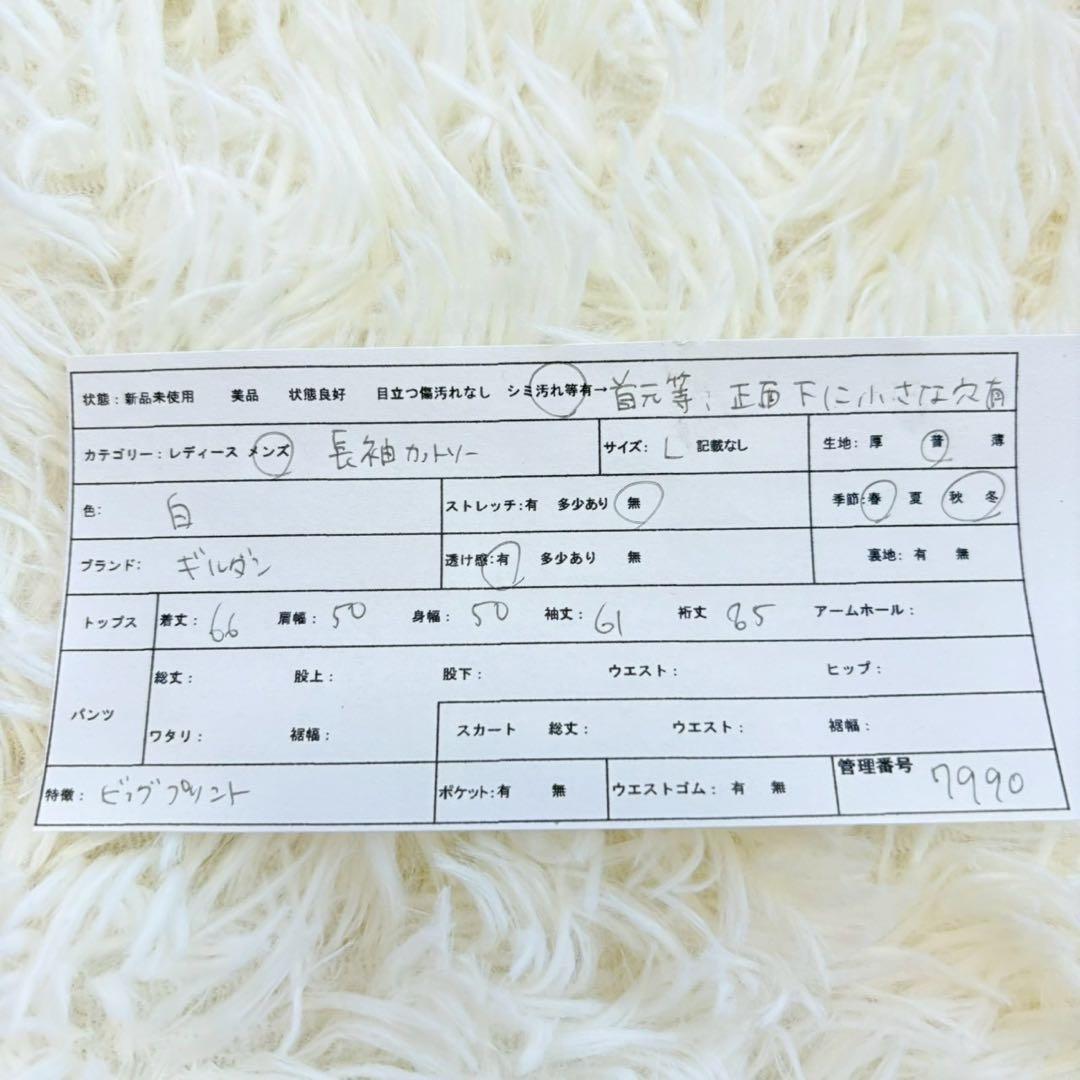 状態：新品未使用 美品 状態良好 目立つ傷汚れなし シミ汚れ等有→首元等、正面下に小さな穴有
カテゴリー：レディース メンズ 長袖カットソー サイズ：L 記載なし 生地：厚 普 薄
色： 白 ストレッチ：有 多少あり 無 季節：春 夏 秋 冬
ブランド： ギルダン 透け感：有 多少あり 無 裏地：有 無
トップス 着丈：66 肩幅：50 身幅：50 袖丈：61 裄丈 85 アームホール：
パンツ 総丈： 股上： 股下： ウエスト： ヒップ：
ワタリ： 裾幅： スカート 総丈： ウエスト： 裾幅：
特徴：ビッグプリント ポケット：有 無 ウエストゴム：有 無 管理番号 7990